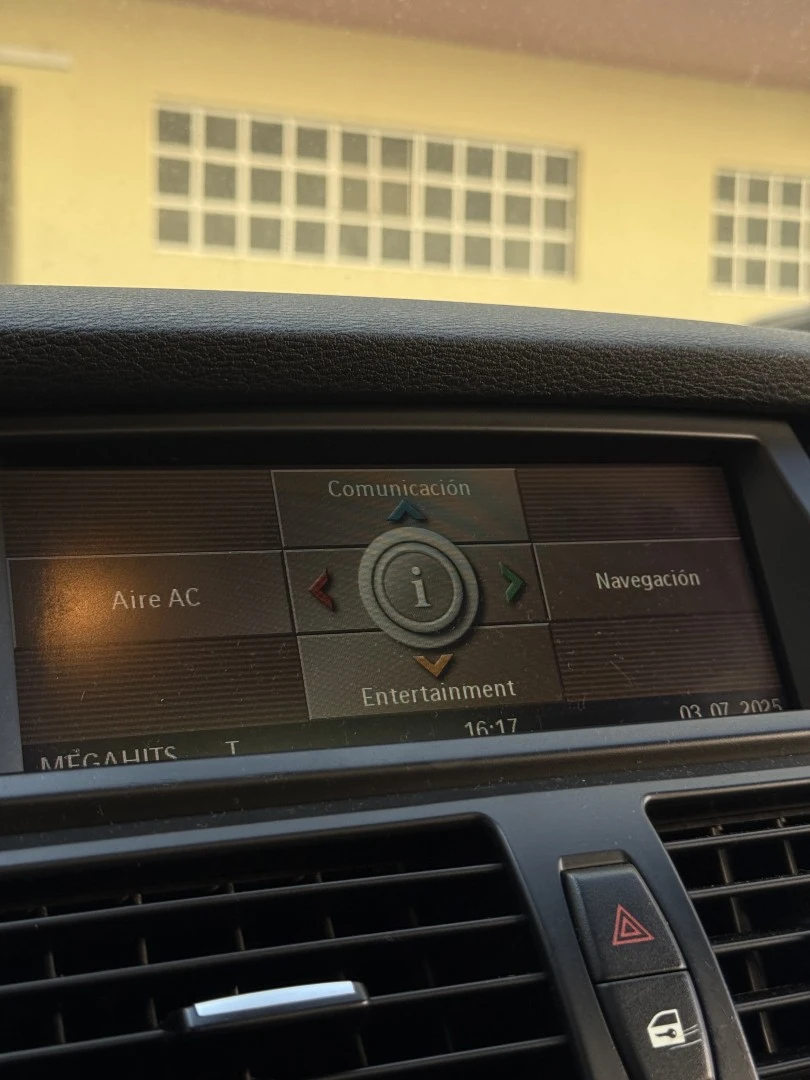 Comunicación
Aire AC
i
Navegación
Entertainment
MEGAHITS T
16:17
03.07.2025